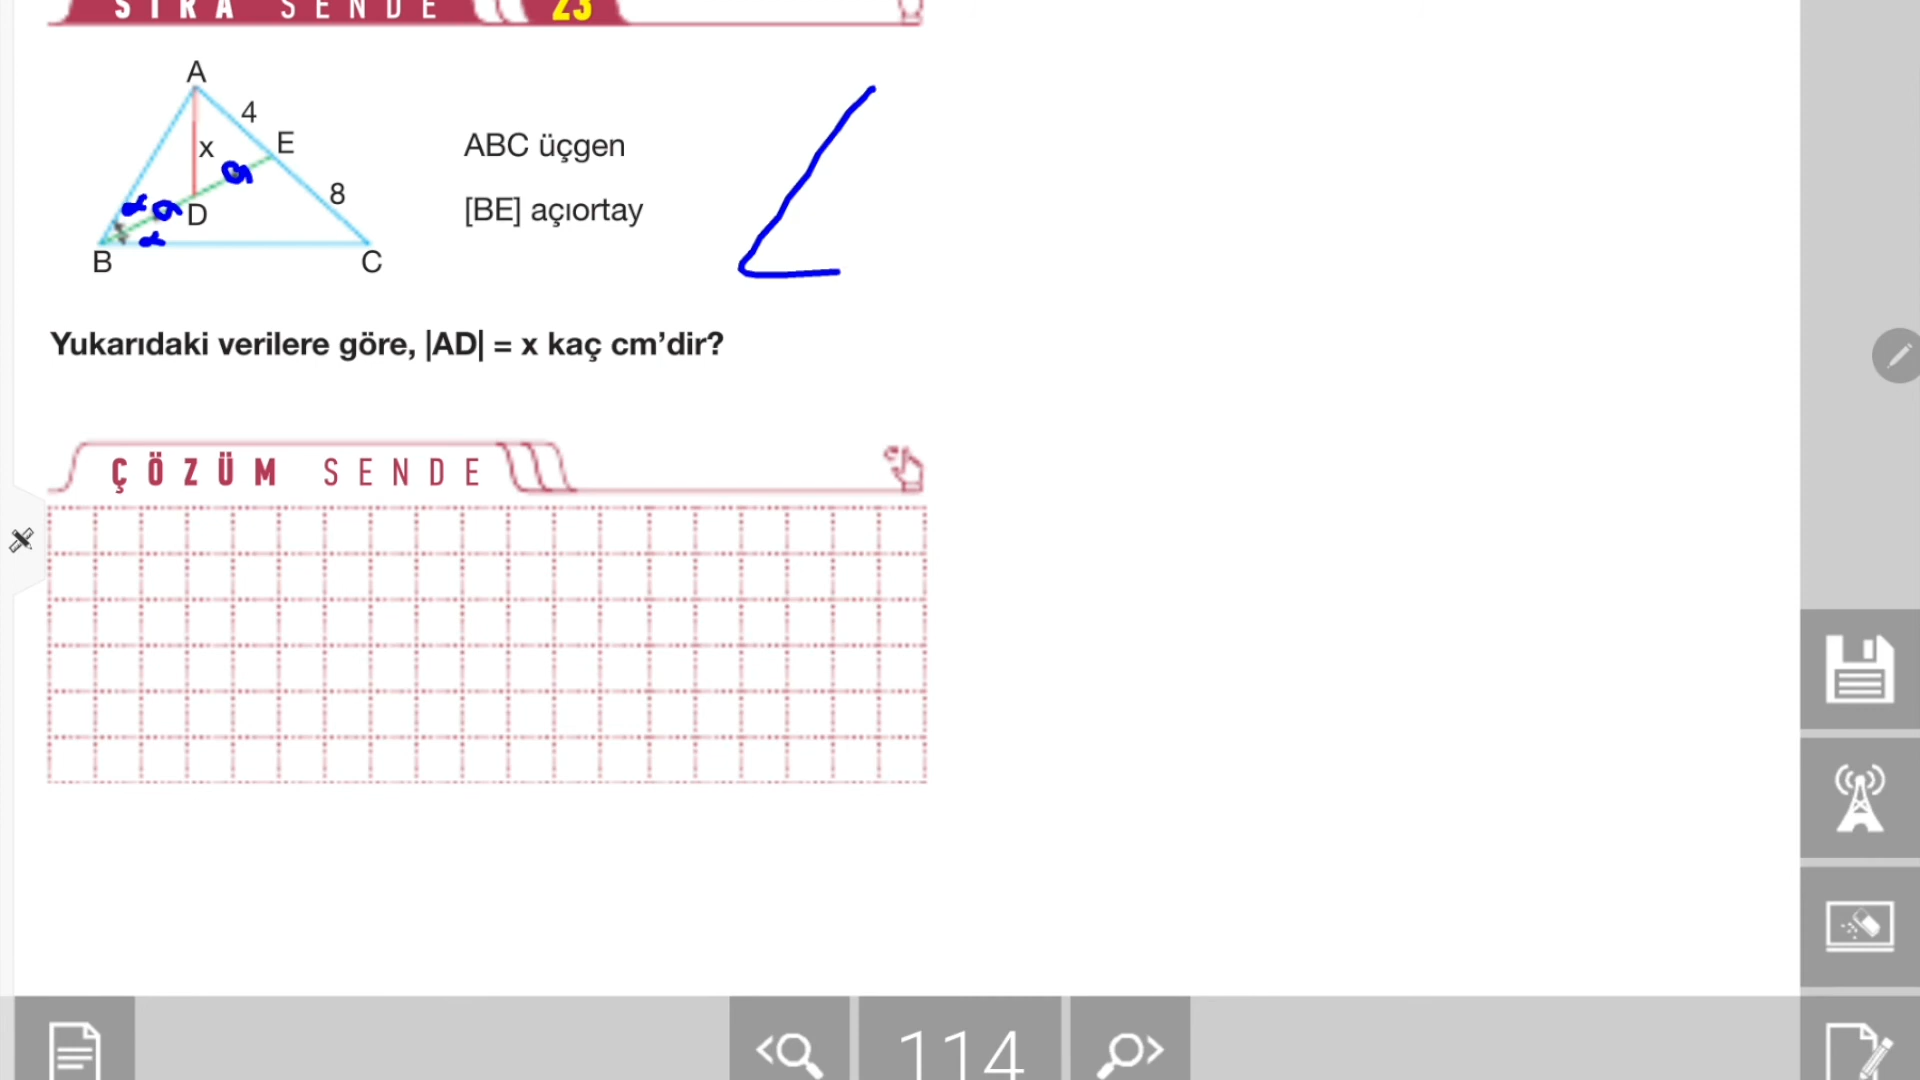 SIRA SENDE 23
A
4
E
x
8
D
B
C
ABC üçgen
[BE] açıortay
Yukarıdaki verilere göre, |AD| = x kaç cm’dir?
ÇÖZÜM SENDE
114